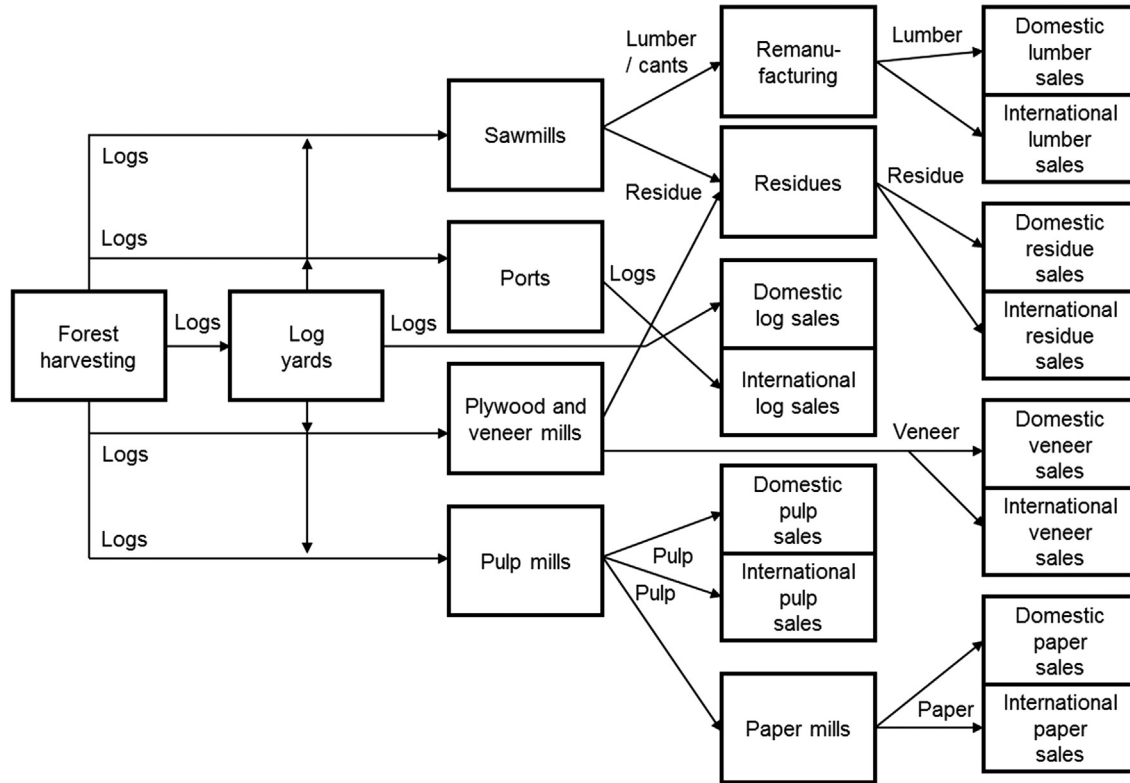 Forest
harvesting
Logs
Logs
Logs
Logs
Logs
Log
yards
Logs
Sawmills
Ports
Plywood and
veneer mills
Pulp mills
Lumber
/ cants
Residue
Logs
Pulp
Pulp
Remanu-
facturing
Residues
Domestic
log sales
International
log sales
Domestic
pulp
sales
International
pulp
sales
Paper mills
Lumber
Residue
Veneer
Paper
Domestic
lumber
sales
International
lumber
sales
Domestic
residue
sales
International
residue
sales
Domestic
veneer
sales
International
veneer
sales
Domestic
paper
sales
International
paper
sales